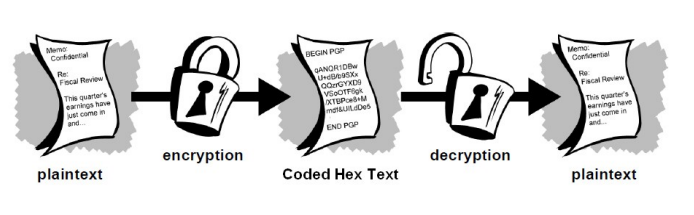 Memo:
Confidential
Re:
Fiscal Review
This quarter's
earnings have
just come in
and...
plaintext
encryption
BEGIN PGP
END PGP
Coded Hex Text
decryption
Memo:
Confidential
Re:
Fiscal Review
This quarter's
earnings have
just come in
and...
plaintext